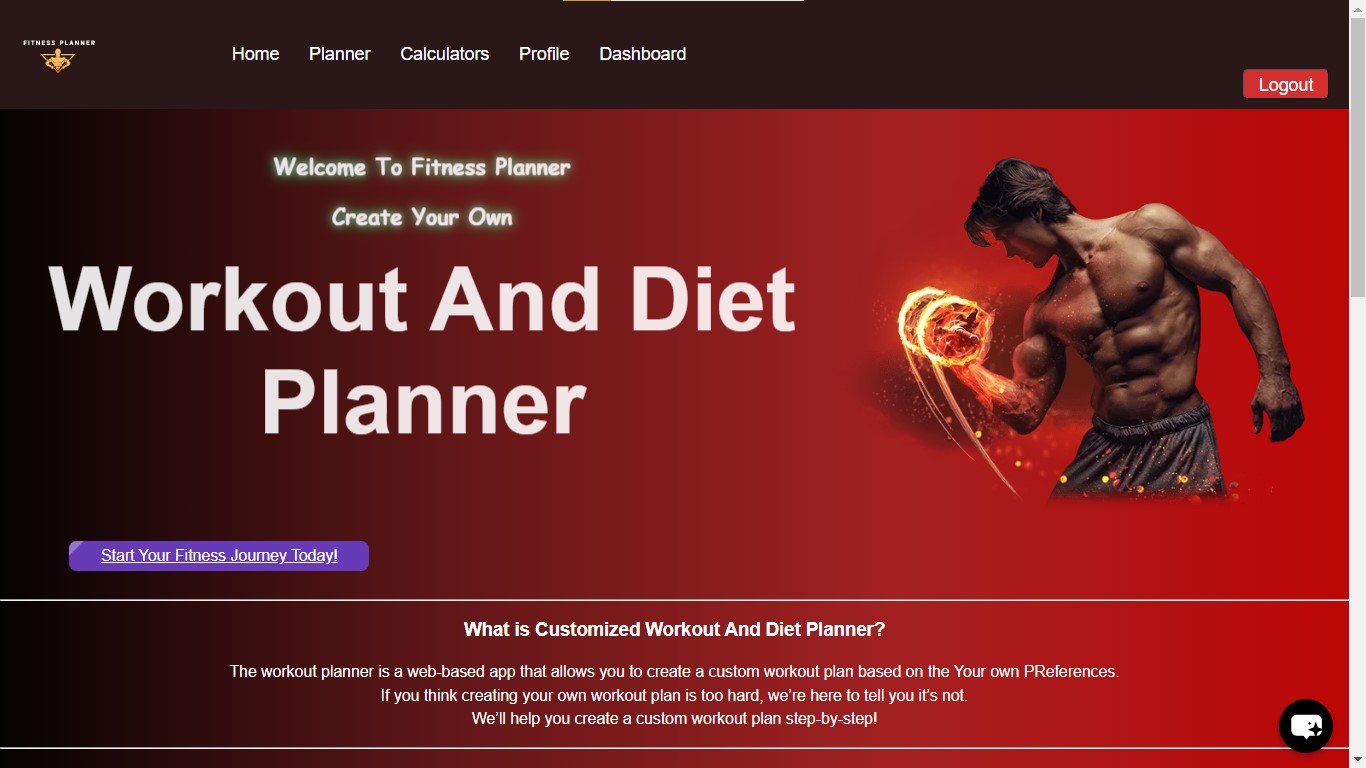 FITNESS PLANNER
Home Planner Calculators Profile Dashboard
Logout
Welcome To Fitness Planner
Create Your Own
Workout And Diet
Planner
Start Your Fitness Journey Today!
What is Customized Workout And Diet Planner?
The workout planner is a web-based app that allows you to create a custom workout plan based on the Your own PReferences.
If you think creating your own workout plan is too hard, we’re here to tell you it’s not.
We’ll help you create a custom workout plan step-by-step!